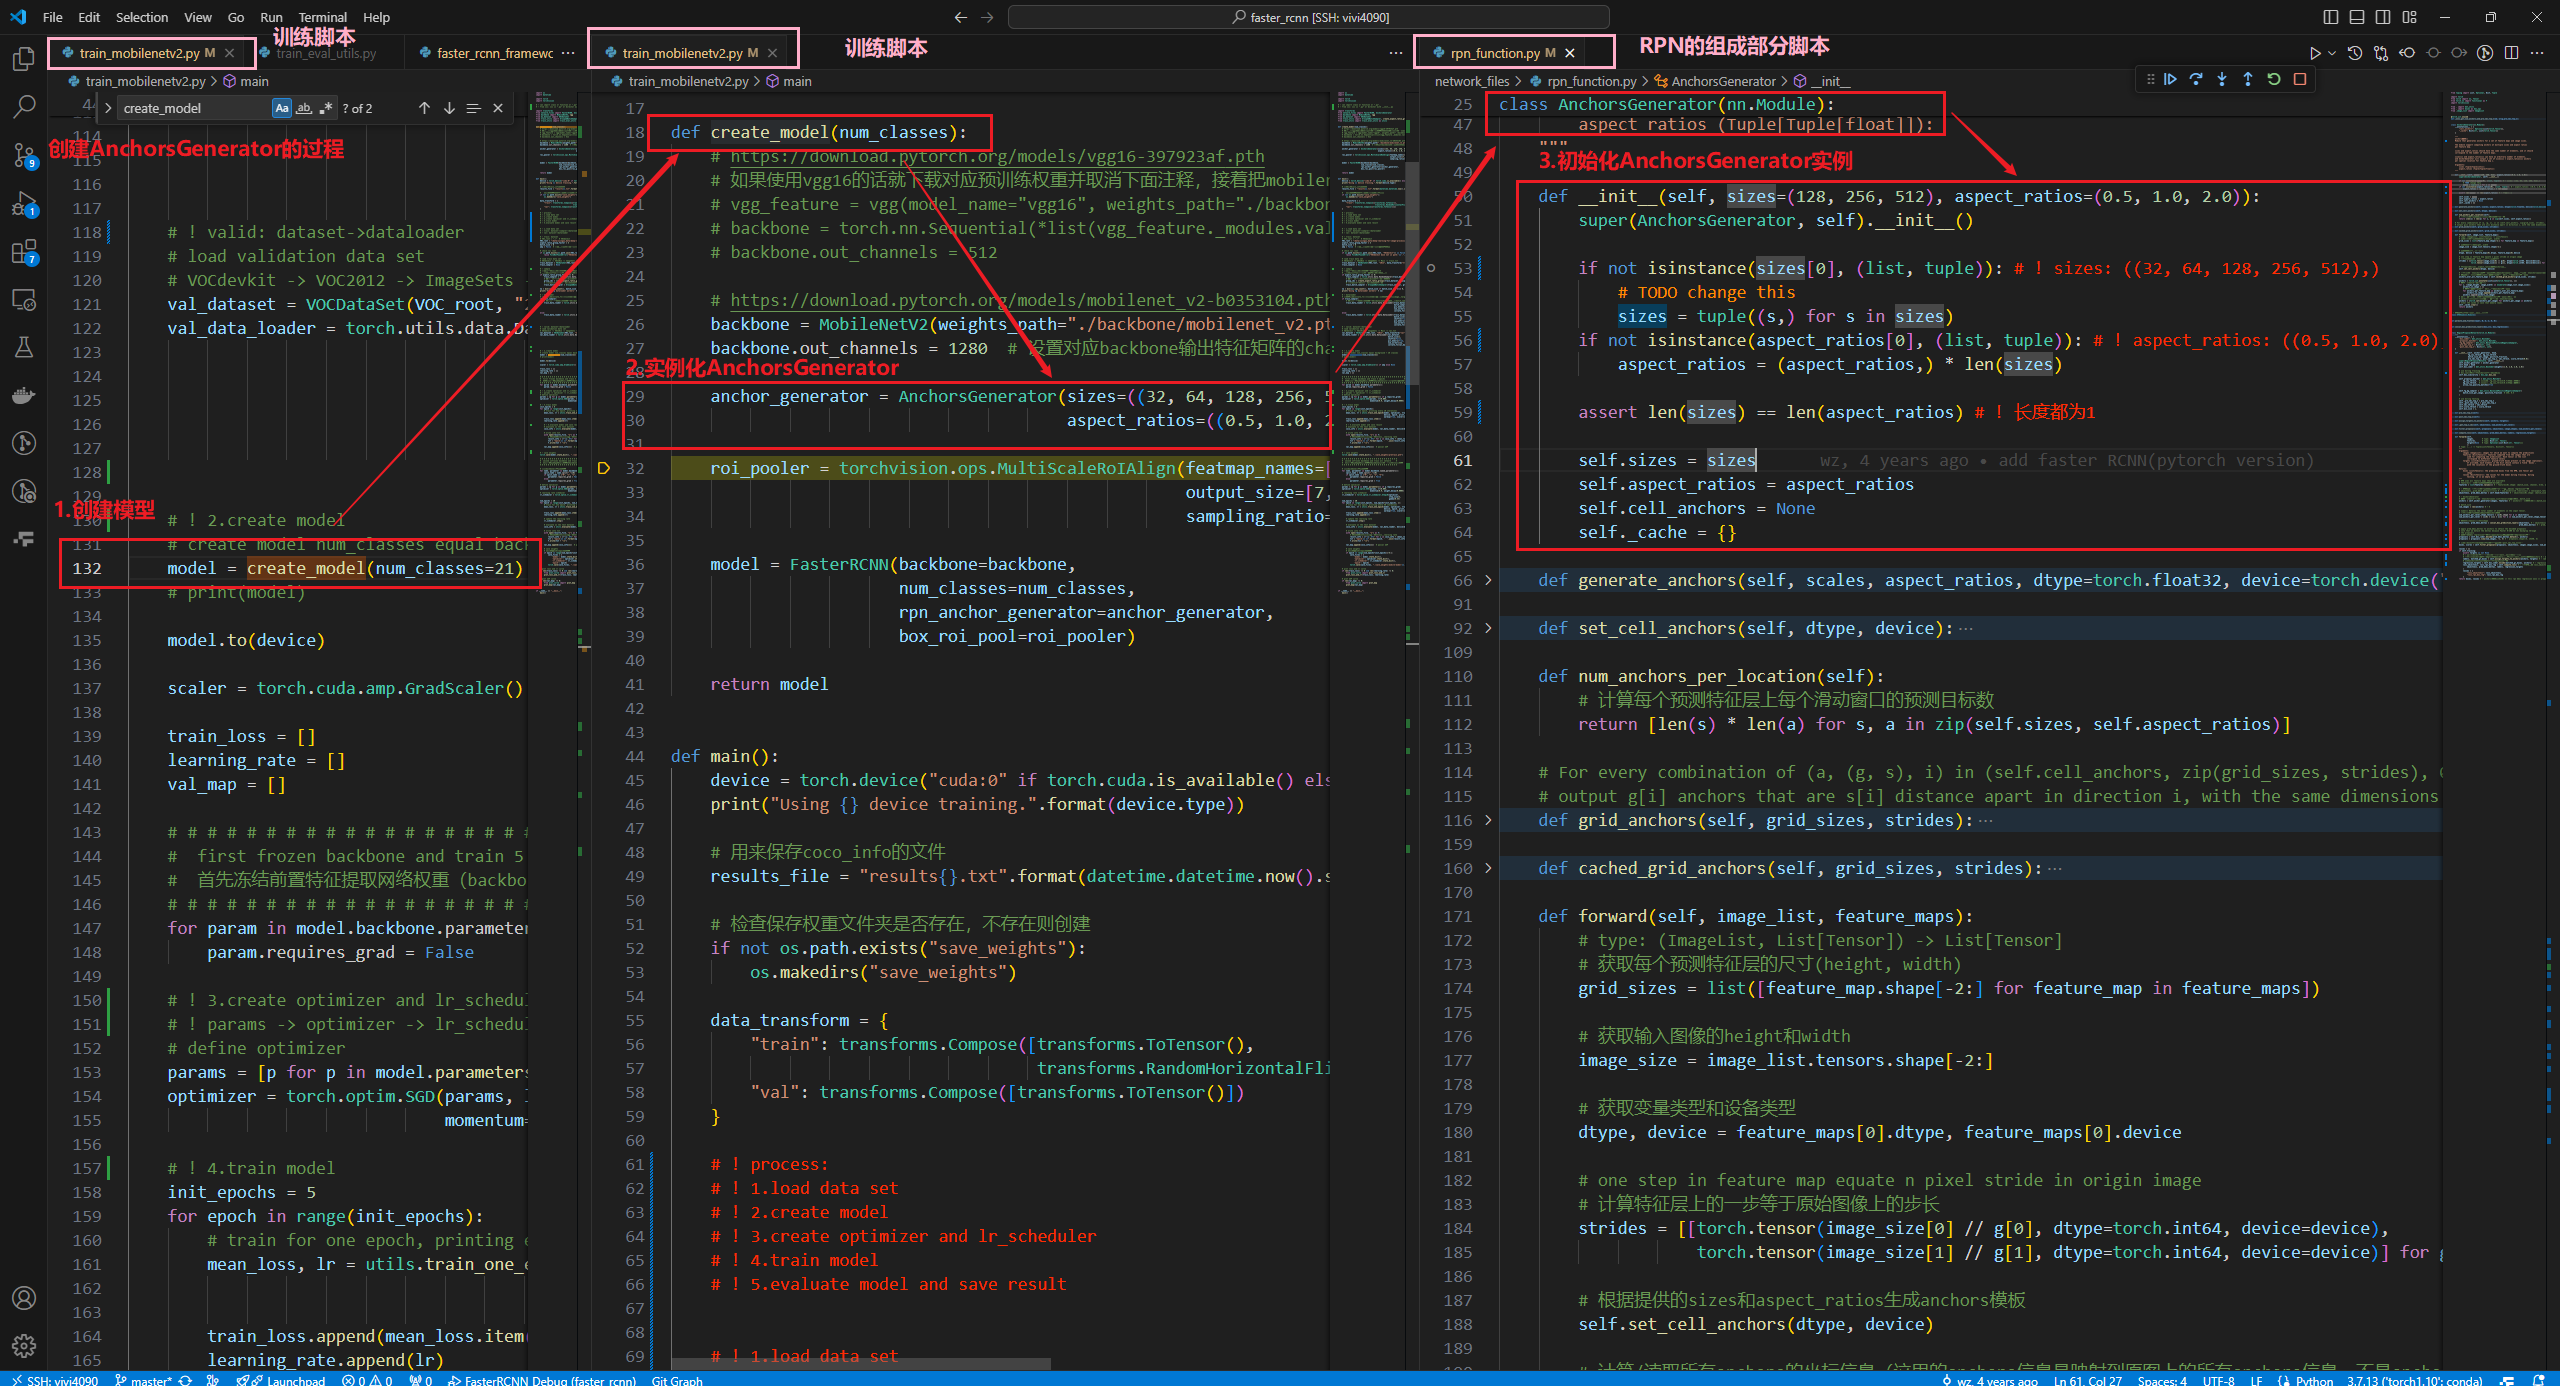 File Edit Selection View Go Run Terminal Help
faster_rcnn [SSH: vivi4090]
训练脚本
训练脚本
RPN的组成部分脚本
train_mobilenetv2.py M
train_eval_utils.py
faster_rcnn_framewc
train_mobilenetv2.py M
rpn_function.py M
train_mobilenetv2.py > main
train_mobilenetv2.py > main
network_files > rpn_function.py > AnchorsGenerator > __init__
create_model
Aa ab ? of 2
创建AnchorsGenerator的过程
114
115
116
117
118 # ! valid: dataset->dataloader
119 # load validation data set
120 # VOCdevkit -> VOC2012 -> ImageSets
121 val_dataset = VOCDataSet(VOC_root, "
122 val_data_loader = torch.utils.data.
123
124
125
126
127
128
129
1.创建模型
130 # ! 2.create model
131 # create model num_classes equal bac
132 model = create_model(num_classes=21)
133 # print(model)
134
135 model.to(device)
136
137 scaler = torch.cuda.amp.GradScaler()
138
139 train_loss = []
140 learning_rate = []
141 val_map = []
142
143 # # # # # # # # # # # # # # # # # # #
144 #  first frozen backbone and train 5
145 #  首先冻结前置特征提取网络权重（backbo
146 # # # # # # # # # # # # # # # # # # #
147 for param in model.backbone.parameter
148 param.requires_grad = False
149
150 # ! 3.create optimizer and lr_schedul
151 # ! params -> optimizer -> lr_schedul
152 # define optimizer
153 params = [p for p in model.parameters
154 optimizer = torch.optim.SGD(params,
155 momentum=
156
157 # ! 4.train model
158 init_epochs = 5
159 for epoch in range(init_epochs):
160 # train for one epoch, printing
161 mean_loss, lr = utils.train_one_
162
163
164 train_loss.append(mean_loss.item(
165 learning_rate.append(lr)
17
18 def create_model(num_classes):
19 # https://download.pytorch.org/models/vgg16-397923af.pth
20 # 如果使用vgg16的话就下载对应预训练权重并取消下面注释，接着把mobilen
21 # vgg_feature = vgg(model_name="vgg16", weights_path="./backbon
22 # backbone = torch.nn.Sequential(*list(vgg_feature._modules.val
23 # backbone.out_channels = 512
24
25 # https://download.pytorch.org/models/mobilenet_v2-b0353104.pth
26 backbone = MobileNetV2(weights_path="./backbone/mobilenet_v2.pt
27 backbone.out_channels = 1280  # 设置对应backbone输出特征矩阵的cha
28
2.实例化AnchorsGenerator
29 anchor_generator = AnchorsGenerator(sizes=((32, 64, 128, 256, 5
30 aspect_ratios=((0.5, 1.0, 2
31
32 roi_pooler = torchvision.ops.MultiScaleRoIAlign(featmap_names=[
33 output_size=[7,
34 sampling_ratio=
35
36 model = FasterRCNN(backbone=backbone,
37 num_classes=num_classes,
38 rpn_anchor_generator=anchor_generator,
39 box_roi_pool=roi_pooler)
40
41 return model
42
43
44 def main():
45 device = torch.device("cuda:0" if torch.cuda.is_available() els
46 print("Using {} device training.".format(device.type))
47
48 # 用来保存coco_info的文件
49 results_file = "results{}.txt".format(datetime.datetime.now().s
50
51 # 检查保存权重文件夹是否存在，不存在则创建
52 if not os.path.exists("save_weights"):
53 os.makedirs("save_weights")
54
55 data_transform = {
56 "train": transforms.Compose([transforms.ToTensor(),
57 transforms.RandomHorizontalFli
58 "val": transforms.Compose([transforms.ToTensor()])
59 }
60
61 # ! process:
62 # ! 1.load data set
63 # ! 2.create model
64 # ! 3.create optimizer and lr_scheduler
65 # ! 4.train model
66 # ! 5.evaluate model and save result
67
68
69 # ! 1.load data set
25 class AnchorsGenerator(nn.Module):
47 aspect_ratios (Tuple[Tuple[float]]):
48 """
3.初始化AnchorsGenerator实例
49
50 def __init__(self, sizes=(128, 256, 512), aspect_ratios=(0.5, 1.0, 2.0)):
51 super(AnchorsGenerator, self).__init__()
52
53 if not isinstance(sizes[0], (list, tuple)): # ! sizes: ((32, 64, 128, 256, 512),)
54 # TODO change this
55 sizes = tuple((s,) for s in sizes)
56 if not isinstance(aspect_ratios[0], (list, tuple)): # ! aspect_ratios: ((0.5, 1.0, 2.0)
57 aspect_ratios = (aspect_ratios,) * len(sizes)
58
59 assert len(sizes) == len(aspect_ratios) # ! 长度都为1
60
61 self.sizes = sizes wz, 4 years ago • add faster RCNN(pytorch version)
62 self.aspect_ratios = aspect_ratios
63 self.cell_anchors = None
64 self._cache = {}
65
66 def generate_anchors(self, scales, aspect_ratios, dtype=torch.float32, device=torch.device("
91
92 def set_cell_anchors(self, dtype, device): ···
109
110 def num_anchors_per_location(self):
111 # 计算每个预测特征层上每个滑动窗口的预测目标数
112 return [len(s) * len(a) for s, a in zip(self.sizes, self.aspect_ratios)]
113
114 # For every combination of (a, (g, s), i) in (self.cell_anchors, zip(grid_sizes, strides), 0
115 # output g[i] anchors that are s[i] distance apart in direction i, with the same dimensions
116 def grid_anchors(self, grid_sizes, strides): ···
159
160 def cached_grid_anchors(self, grid_sizes, strides): ···
170
171 def forward(self, image_list, feature_maps):
172 # type: (ImageList, List[Tensor]) -> List[Tensor]
173 # 获取每个预测特征层的尺寸(height, width)
174 grid_sizes = list([feature_map.shape[-2:] for feature_map in feature_maps])
175
176 # 获取输入图像的height和width
177 image_size = image_list.tensors.shape[-2:]
178
179 # 获取变量类型和设备类型
180 dtype, device = feature_maps[0].dtype, feature_maps[0].device
181
182 # one step in feature map equate n pixel stride in origin image
183 # 计算特征层上的一步等于原始图像上的步长
184 strides = [[torch.tensor(image_size[0] // g[0], dtype=torch.int64, device=device),
185 torch.tensor(image_size[1] // g[1], dtype=torch.int64, device=device)] for g
186
187 # 根据提供的sizes和aspect_ratios生成anchors模板
188 self.set_cell_anchors(dtype, device)
189
SSH: vivi4090 master* Launchpad 0 0 0 FasterRCNN Debug (faster_rcnn) Git Graph
wz, 4 years ago Ln 61, Col 27 Spaces: 4 UTF-8 LF Python 3.7.13 ('torch1.10': conda)